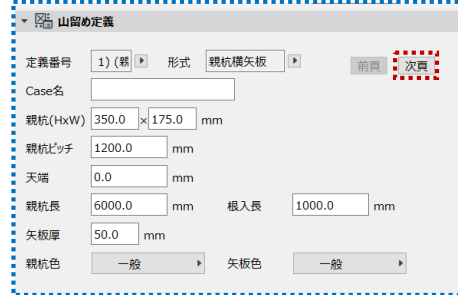 山留め定義
定義番号 1) (親 形式 親杭横矢板 前頁 次頁
Case名
親杭(HxW) 350.0 × 175.0 mm
親杭ピッチ 1200.0 mm
天端 0.0 mm
親杭長 6000.0 mm 根入長 1000.0 mm
矢板厚 50.0 mm
親杭色 一般 矢板色 一般